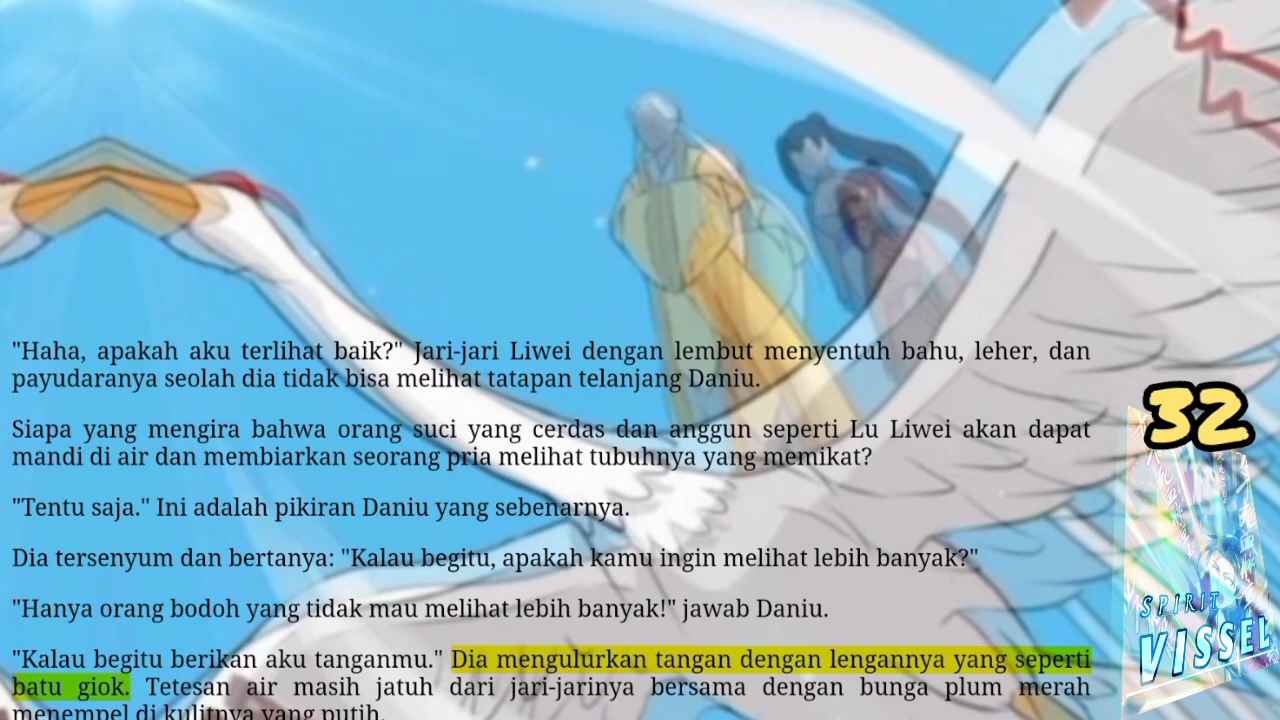 "Haha, apakah aku terlihat baik?" Jari-jari Liwei dengan lembut menyentuh bahu, leher, dan
payudaranya seolah dia tidak bisa melihat tatapan telanjang Daniu.
Siapa yang mengira bahwa orang suci yang cerdas dan anggun seperti Lu Liwei akan dapat
mandi di air dan membiarkan seorang pria melihat tubuhnya yang memikat?
"Tentu saja." Ini adalah pikiran Daniu yang sebenarnya.
Dia tersenyum dan bertanya: "Kalau begitu, apakah kamu ingin melihat lebih banyak?"
"Hanya orang bodoh yang tidak mau melihat lebih banyak!" jawab Daniu.
"Kalau begitu berikan aku tanganmu." Dia mengulurkan tangan dengan lengannya yang seperti
batu giok. Tetesan air masih jatuh dari jari-jarinya bersama dengan bunga plum merah
menempel di kulitnya yang putih.
32
SPIRIT
VISSEL